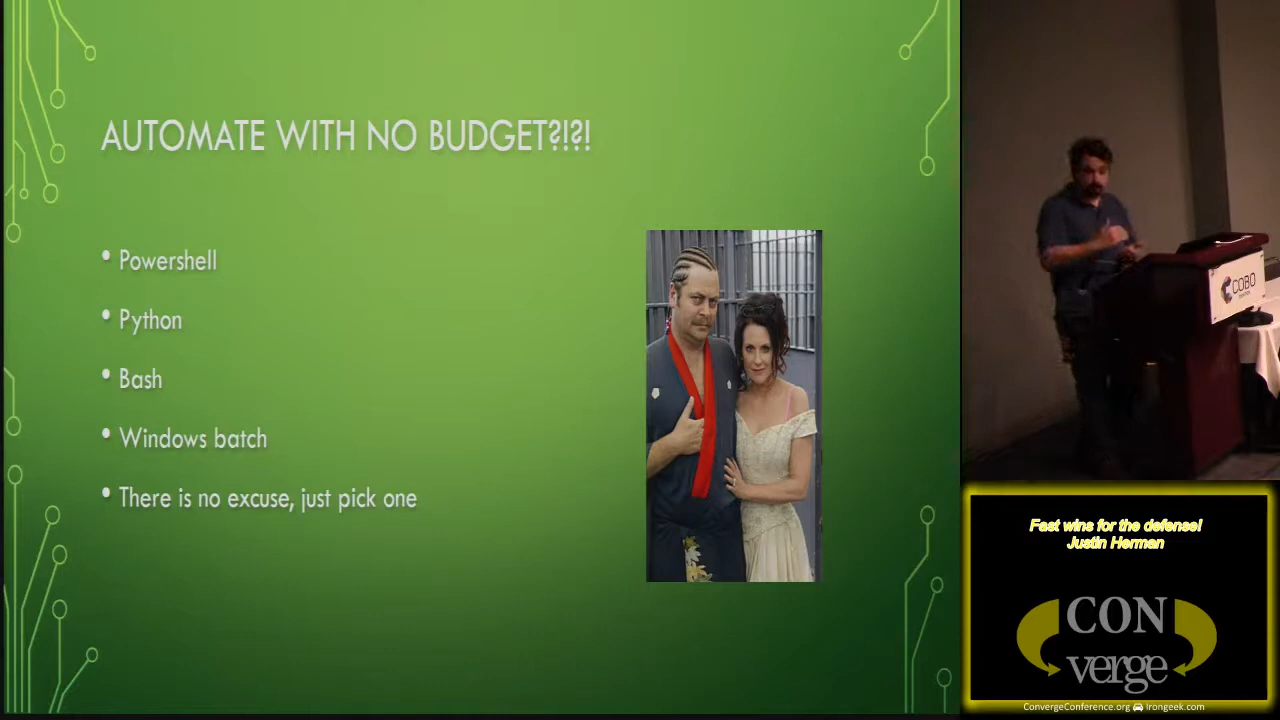 AUTOMATE WITH NO BUDGET?!?!
• Powershell
• Python
• Bash
• Windows batch
• There is no excuse, just pick one
COBO
Fast wins for the defense!
Justin Herman
CON
verge
ConvergeConference.org Irongeek.com